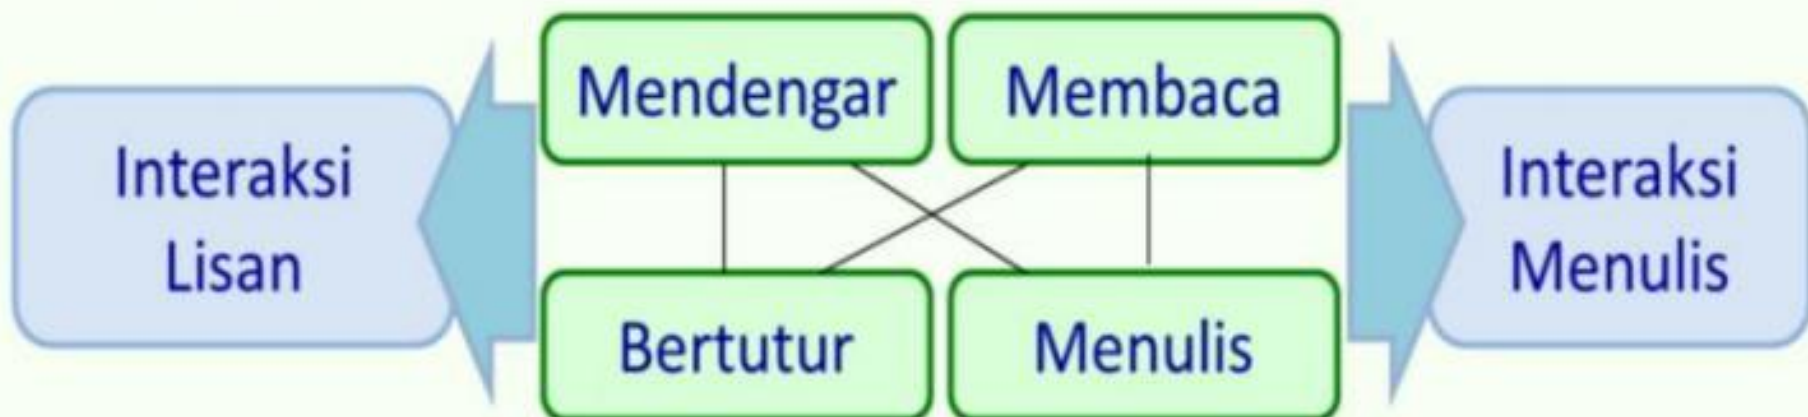 Mendengar
Membaca
Interaksi
Lisan
Interaksi
Menulis
Bertutur
Menulis